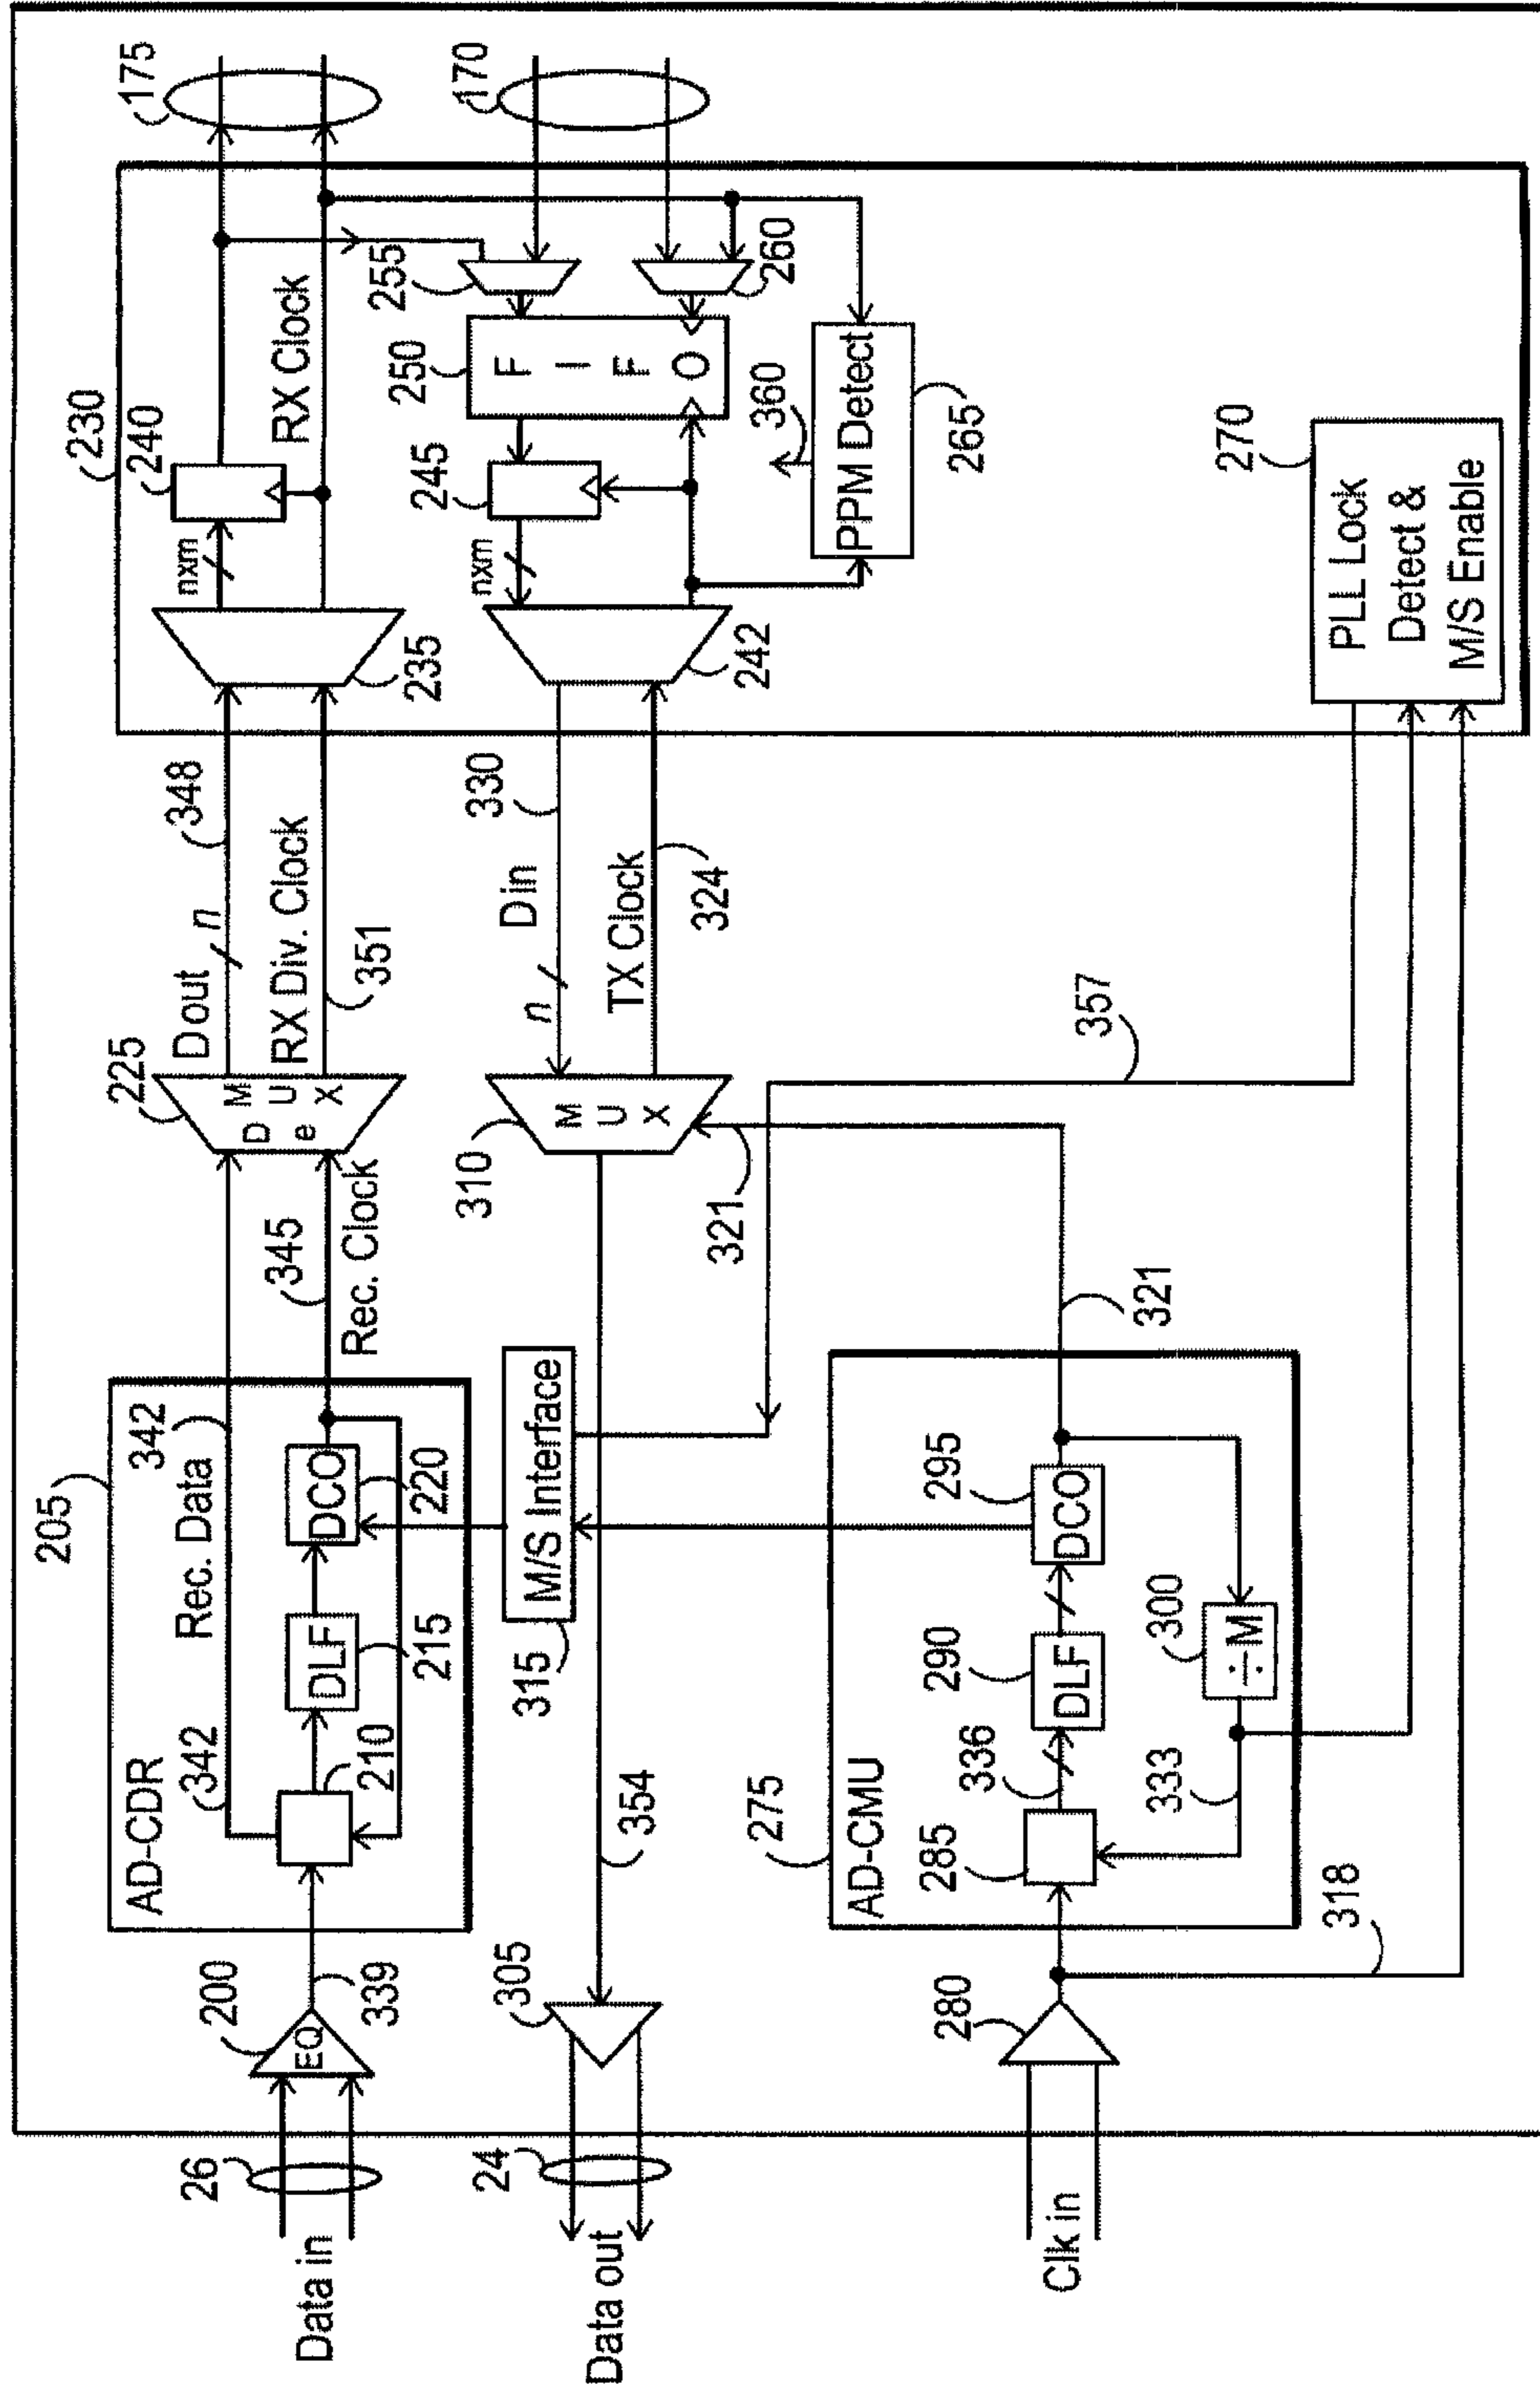 Data in
26
200
EQ
339
205
AD-CDR
342
Rec. Data
342
210
DLF
215
DCO
220
345
Rec. Clock
225
De
MUX
Dout
n
348
RX Div. Clock
351
230
235
nxm
240
RX Clock
175
Data out
24
305
354
315
M/S Interface
310
MUX
321
n
Din
330
TX Clock
324
242
nxm
245
250
FIFO
255
260
170
360
PPM Detect
265
Clk in
280
318
275
AD-CMU
285
336
290
DLF
295
DCO
333
300
÷M
321
357
270
PLL Lock
Detect &
M/S Enable